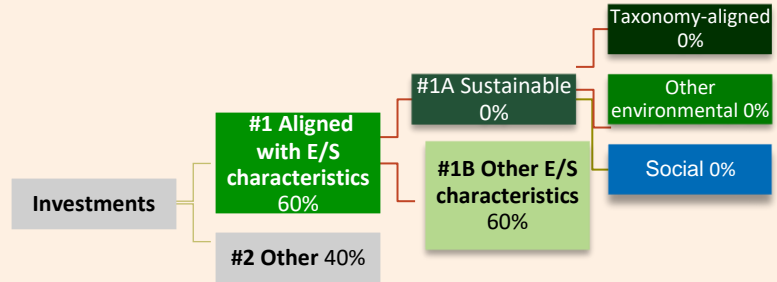 Investments
#1 Aligned
with E/S
characteristics
60%
#2 Other 40%
#1A Sustainable
0%
#1B Other E/S
characteristics
60%
Taxonomy-aligned
0%
Other
environmental 0%
Social 0%